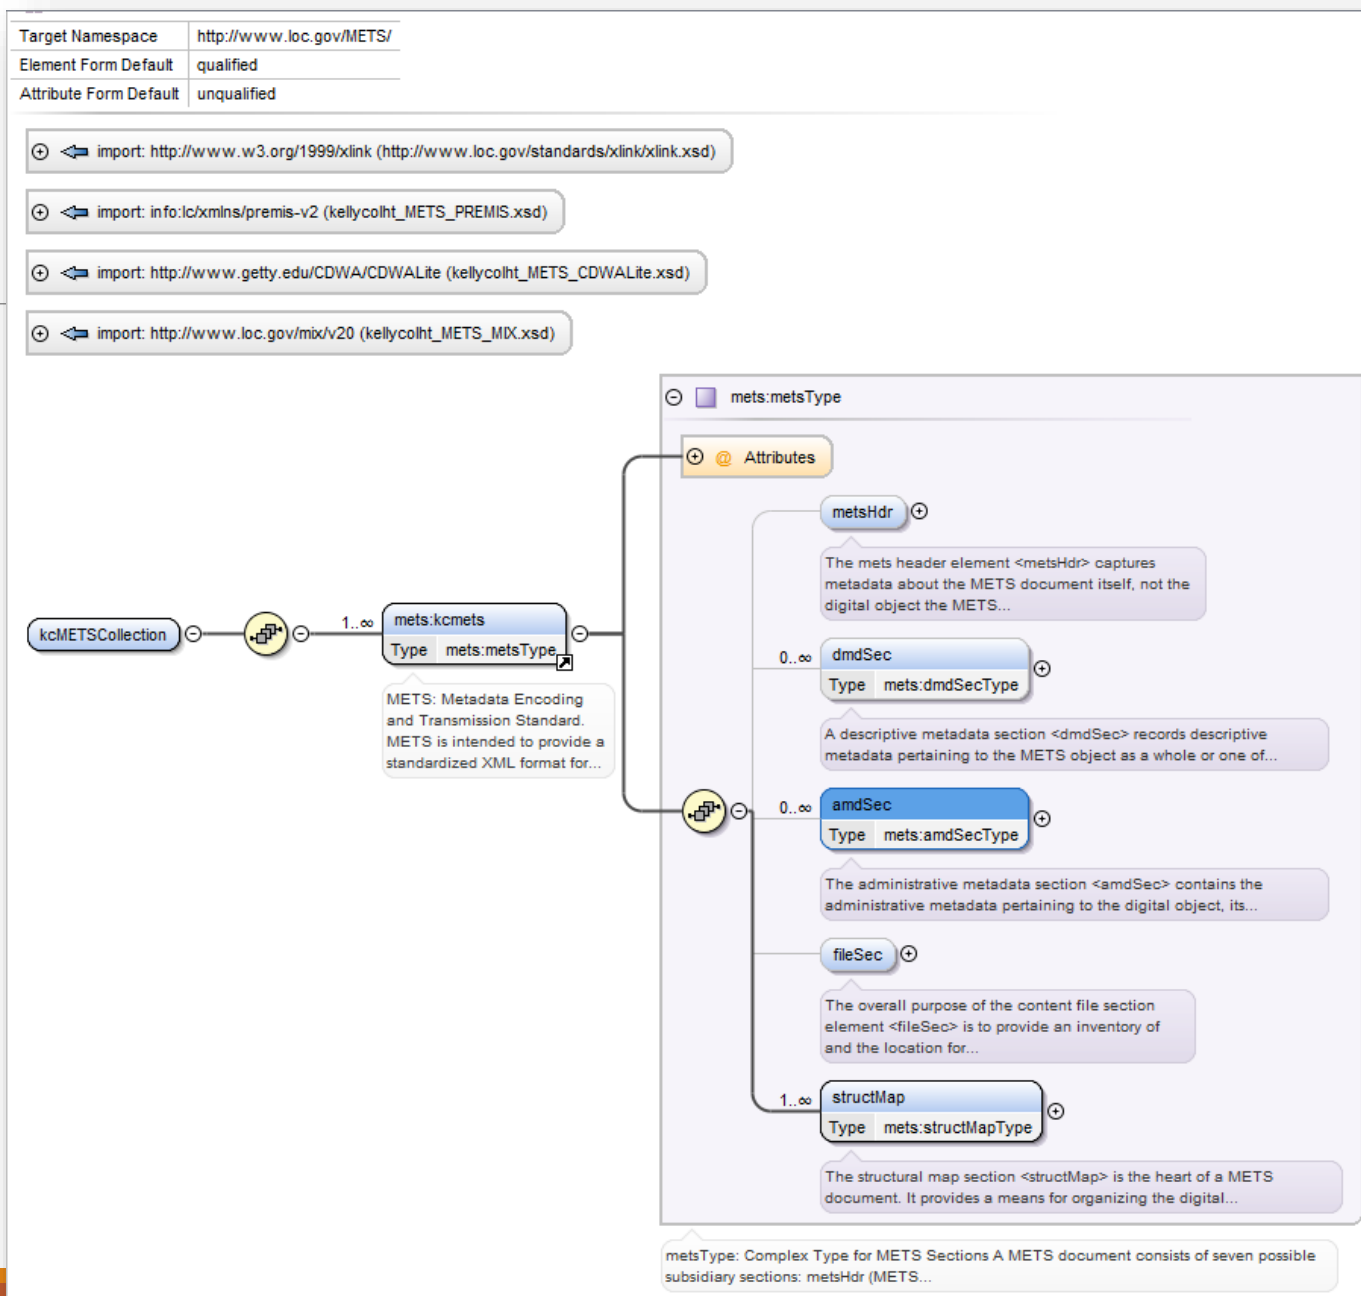 Target Namespace http://www.loc.gov/METS/
Element Form Default qualified
Attribute Form Default unqualified
import: http://www.w3.org/1999/xlink (http://www.loc.gov/standards/xlink/xlink.xsd)
import: info:lc/xmlns/premis-v2 (kellycolht_METS_PREMIS.xsd)
import: http://www.getty.edu/CDWA/CDWALite (kellycolht_METS_CDWALite.xsd)
import: http://www.loc.gov/mix/v20 (kellycolht_METS_MIX.xsd)
mets:metsType
@ Attributes
metsHdr
The mets header element <metsHdr> captures
metadata about the METS document itself, not the
digital object the METS...
kcMETSCollection
1..∞
mets:kcmets
Type mets:metsType
METS: Metadata Encoding
and Transmission Standard.
METS is intended to provide a
standardized XML format for...
0..∞
dmdSec
Type mets:dmdSecType
A descriptive metadata section <dmdSec> records descriptive
metadata pertaining to the METS object as a whole or one of...
0..∞
amdSec
Type mets:amdSecType
The administrative metadata section <amdSec> contains the
administrative metadata pertaining to the digital object, its...
fileSec
The overall purpose of the content file section
element <fileSec> is to provide an inventory of
and the location for...
1..∞
structMap
Type mets:structMapType
The structural map section <structMap> is the heart of a METS
document. It provides a means for organizing the digital...
metsType: Complex Type for METS Sections A METS document consists of seven possible
subsidiary sections: metsHdr (METS...